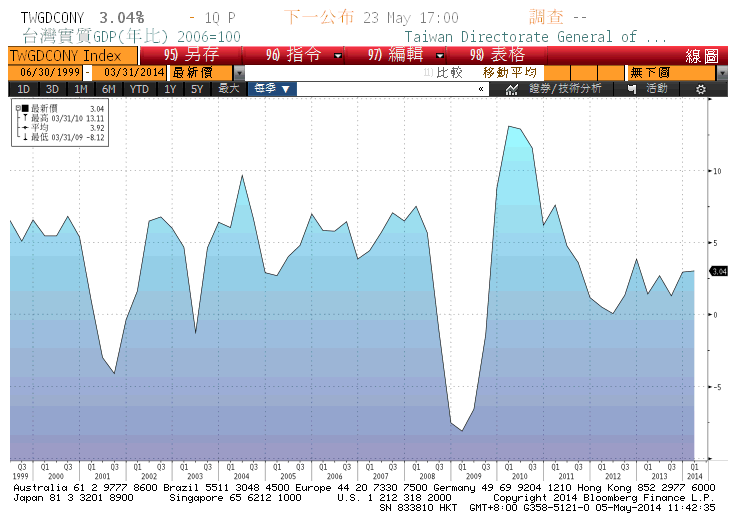 TWGDCONY 3.04% - 1Q P 下一公布 23 May 17:00 調查 --
台灣實質GDP(年比) 2006=100 Taiwan Directorate General of ...
TWGDCONY Index 95) 另存 96) 指令 97) 編輯 98) 表格 線圖
06/30/1999 - 03/31/2014 最新價 比較 移動平均 無下價
1D 3D 1M 6M YTD 1Y 5Y 最大 每季 ▼ « 證券/技術分析 活動
最新價 3.04
最高 03/31/10 13.11
平均 3.92
最低 03/31/09 -8.12
10
5
3.04
0
-5
Q3 Q1 Q3 Q1 Q3 Q1 Q3 Q1 Q3 Q1 Q3 Q1 Q3 Q1 Q3 Q1 Q3 Q1 Q3 Q1 Q3 Q1 Q3 Q1 Q3 Q1 Q3 Q1 Q3 Q1
1999 2000 2001 2002 2003 2004 2005 2006 2007 2008 2009 2010 2011 2012 2013 2014
Australia 61 2 9777 8600 Brazil 5511 3048 4500 Europe 44 20 7330 7500 Germany 49 69 9204 1210 Hong Kong 852 2977 6000
Japan 81 3 3201 8900 Singapore 65 6212 1000 U.S. 1 212 318 2000 Copyright 2014 Bloomberg Finance L.P.
SN 833810 HKT GMT+8:00 G358-5121-0 05-May-2014 11:42:35